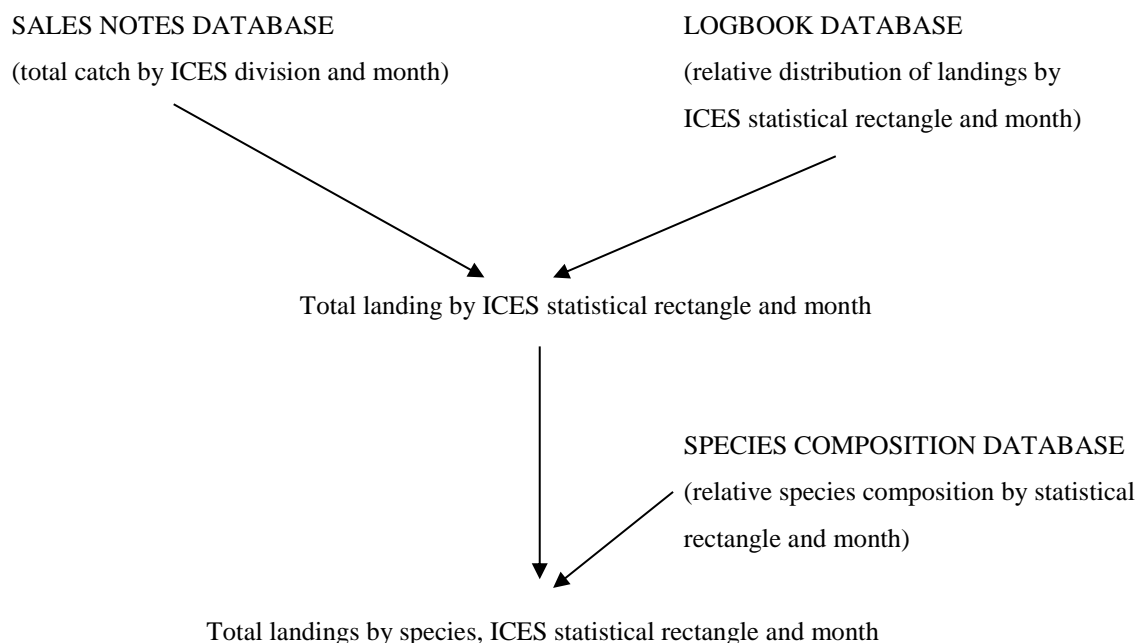 SALES NOTES DATABASE
(total catch by ICES division and month)
LOGBOOK DATABASE
(relative distribution of landings by
ICES statistical rectangle and month)
Total landing by ICES statistical rectangle and month
SPECIES COMPOSITION DATABASE
(relative species composition by statistical
rectangle and month)
Total landings by species, ICES statistical rectangle and month